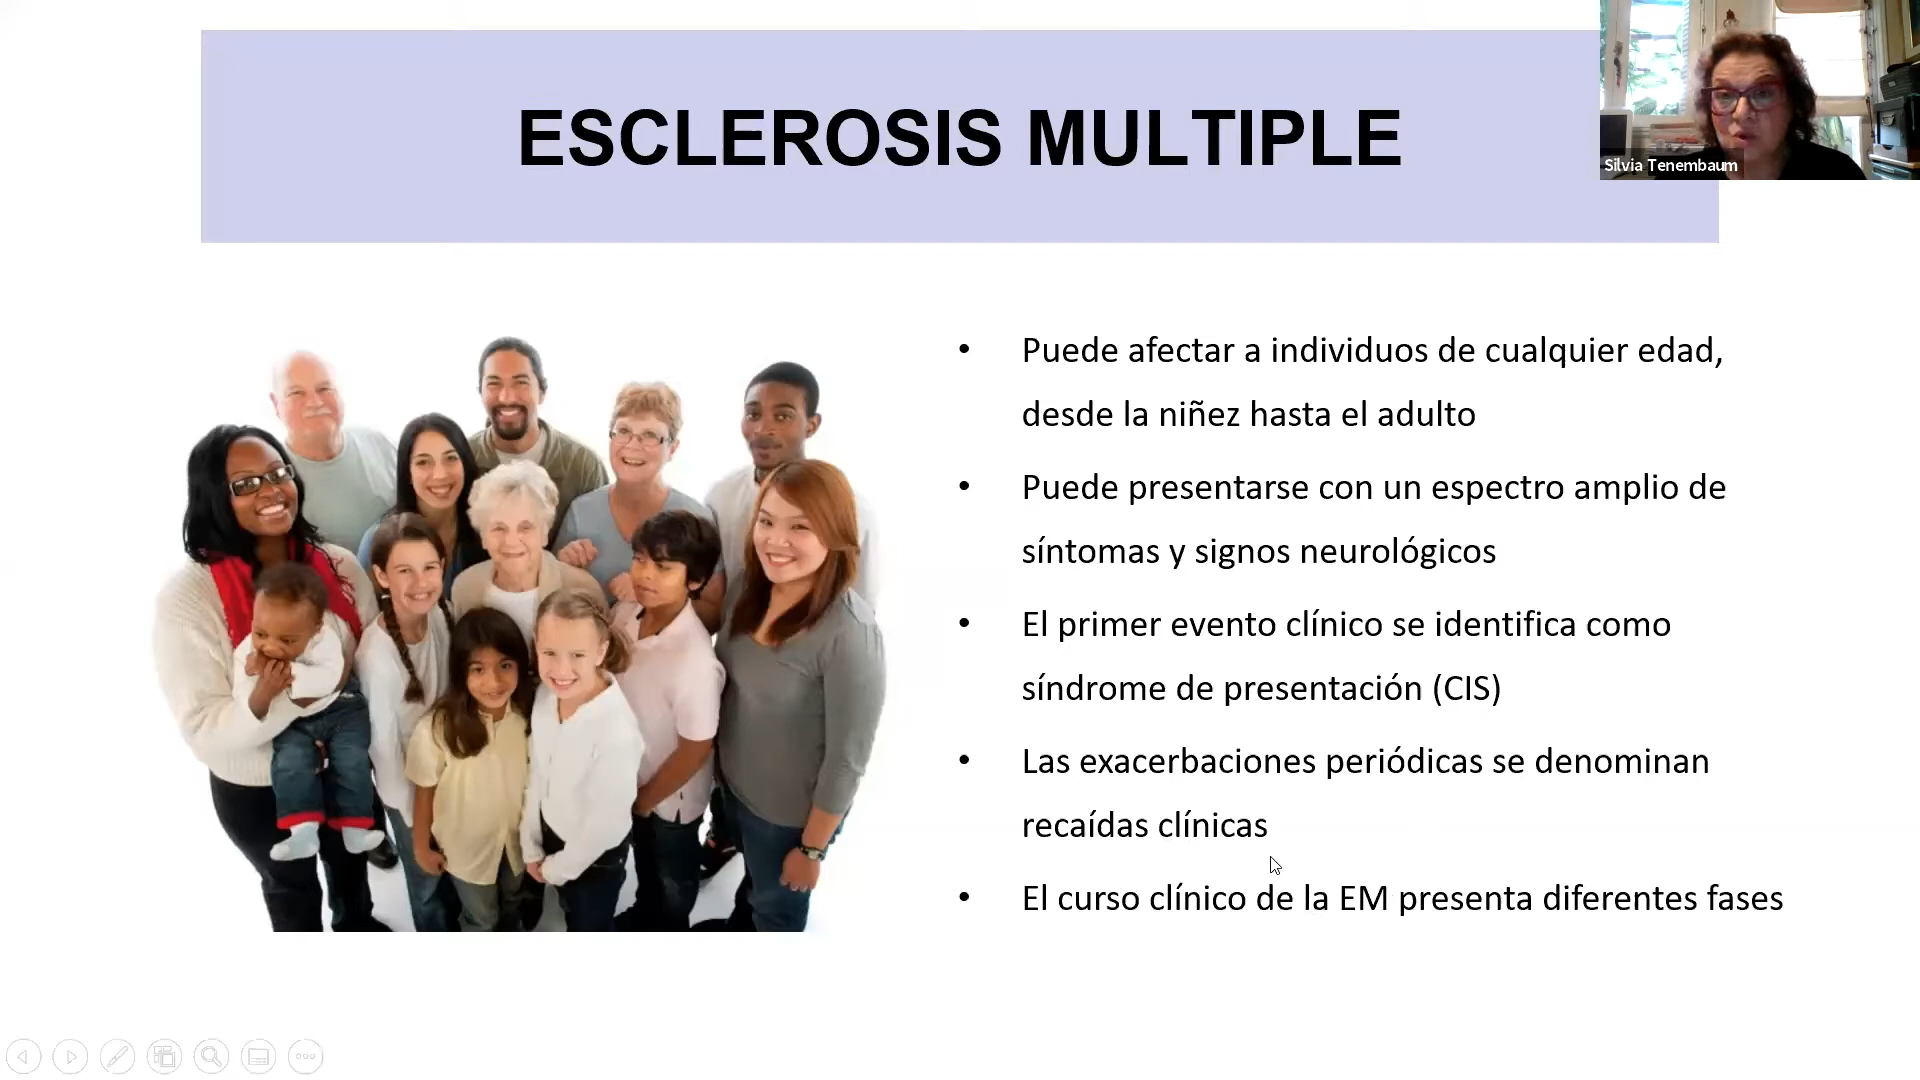 ESCLEROSIS MULTIPLE
Silvia Tenembaum
• Puede afectar a individuos de cualquier edad,
desde la niñez hasta el adulto
• Puede presentarse con un espectro amplio de
síntomas y signos neurológicos
• El primer evento clínico se identifica como
síndrome de presentación (CIS)
• Las exacerbaciones periódicas se denominan
recaídas clínicas
• El curso clínico de la EM presenta diferentes fases